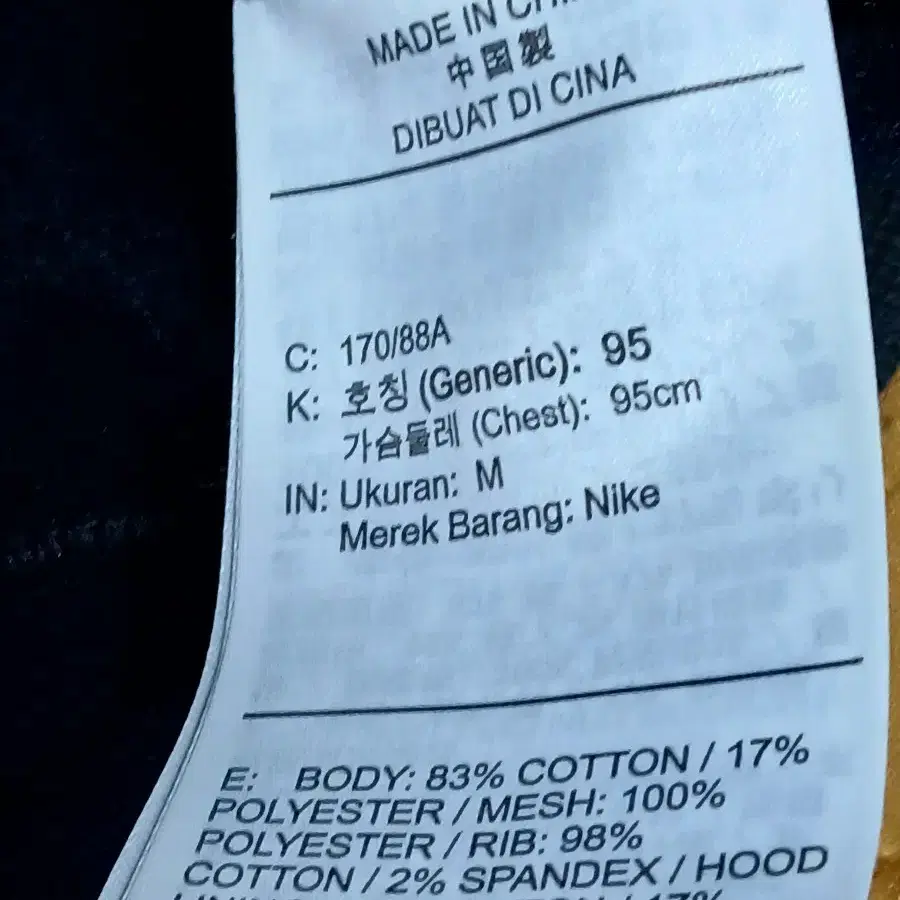 MADE IN
中国製
DIBUAT DI CINA
C: 170/88A
K: 호칭 (Generic): 95
가슴둘레 (Chest): 95cm
IN: Ukuran: M
Merek Barang: Nike
E: BODY: 83% COTTON / 17%
POLYESTER / MESH: 100%
POLYESTER / RIB: 98%
COTTON / 2% SPANDEX / HOOD